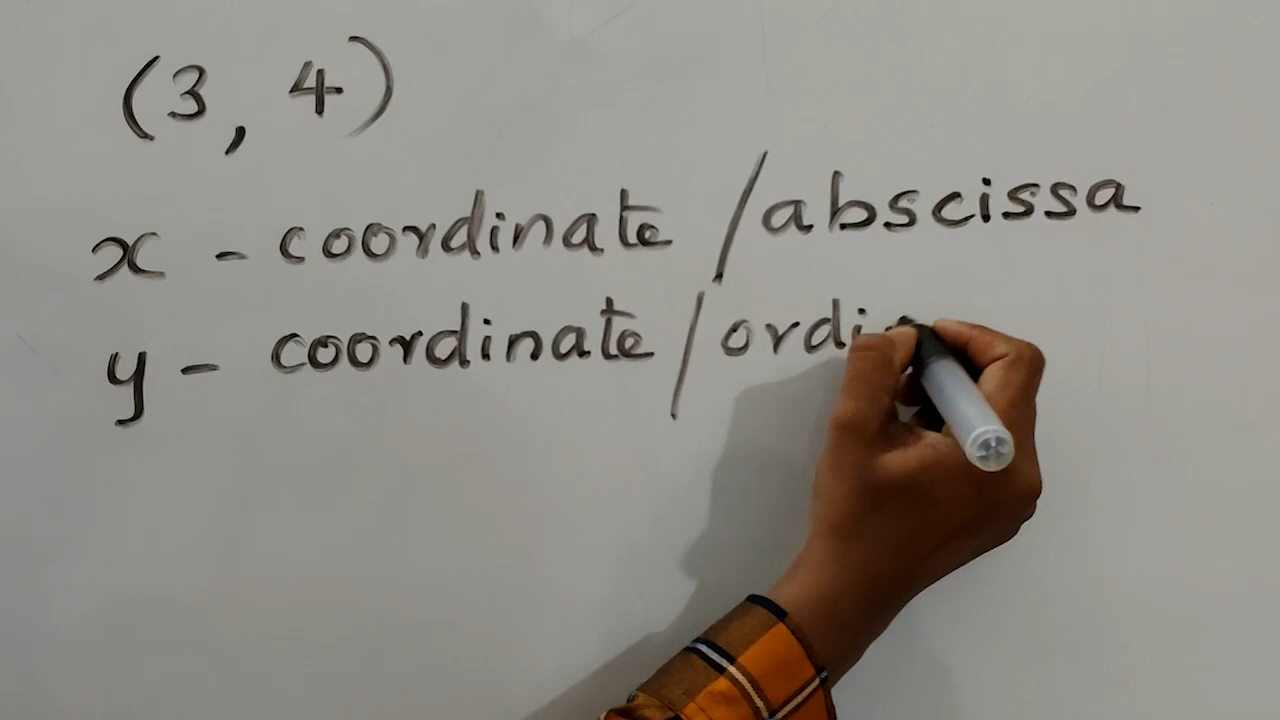 (3, 4)
x - coordinate / abscissa
y - coordinate / ordi